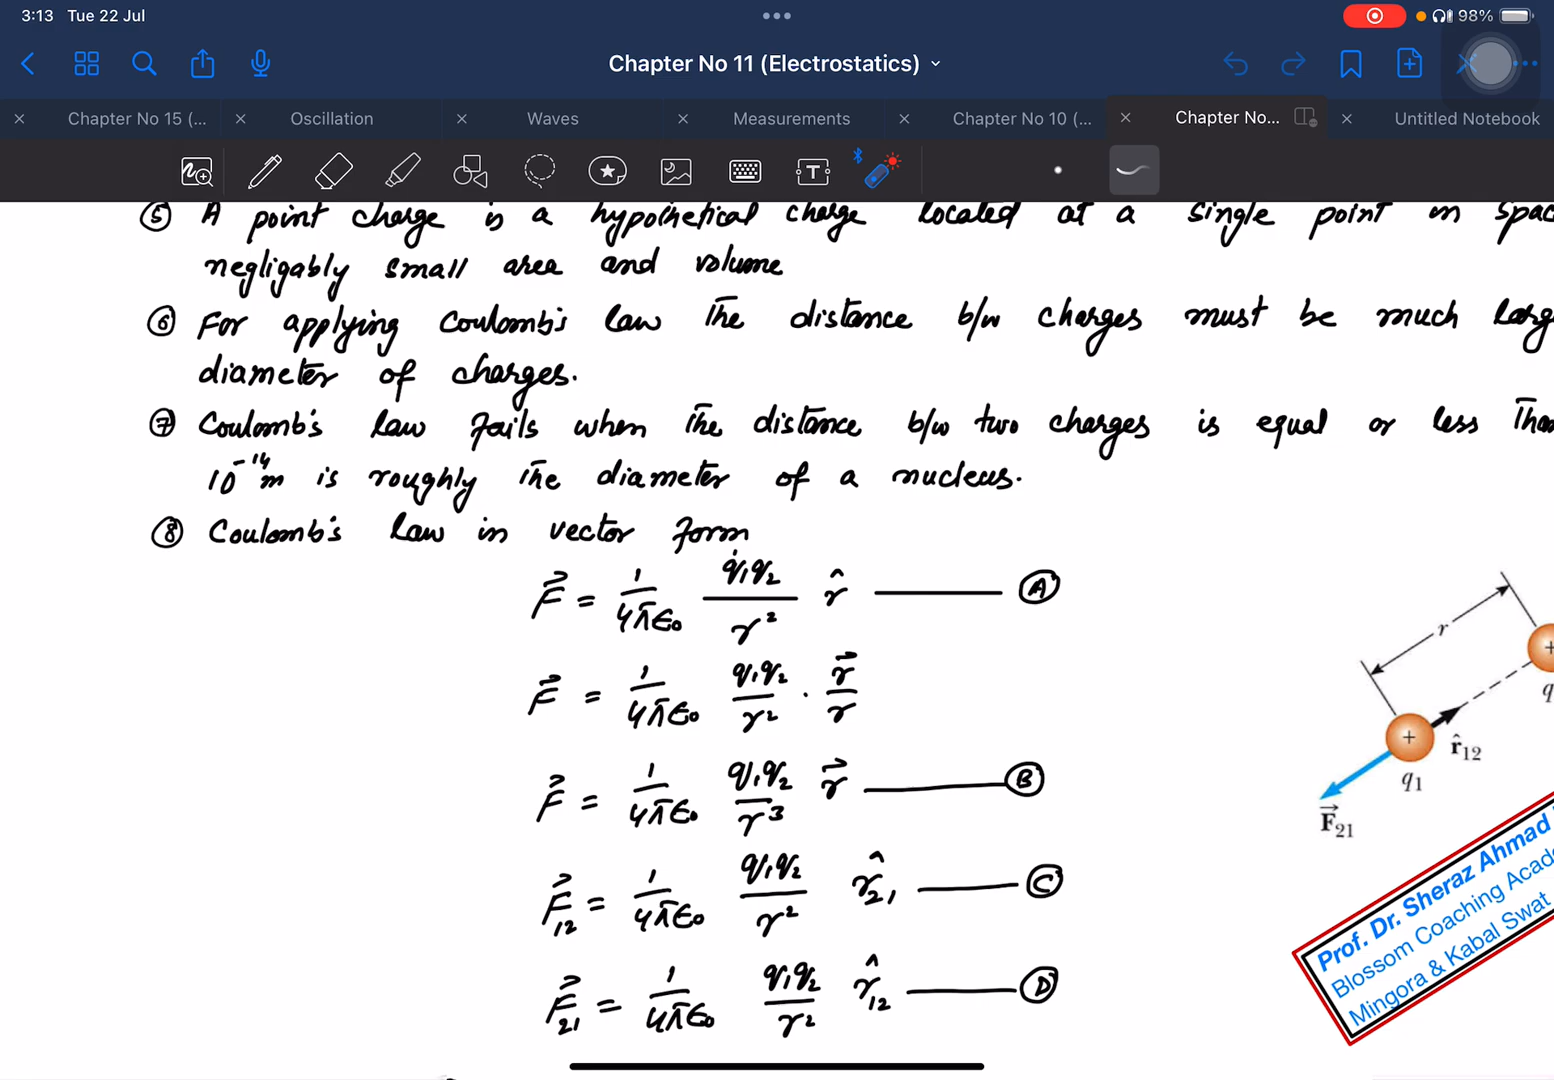 3:13 Tue 22 Jul
98%
Chapter No 11 (Electrostatics)
Chapter No 15 (...
Oscillation
Waves
Measurements
Chapter No 10 (...
Chapter No...
Untitled Notebook
⑤ A point charge is a hypothetical charge located at a single point in spac
negligably small area and volume
⑥ For applying Coulomb's law the distance b/w charges must be much larg
diameter of charges.
⑦ Coulomb's law fails when the distance b/w two charges is equal or less than
10⁻¹⁴m is roughly the diameter of a nucleus.
⑧ Coulomb's law in vector form
F⃗ = 1/4πε₀ q₁q₂/r² r̂ ——— Ⓐ
F⃗ = 1/4πε₀ q₁q₂/r² · r⃗/r
F⃗ = 1/4πε₀ q₁q₂/r³ r⃗ ——— Ⓑ
F⃗₁₂ = 1/4πε₀ q₁q₂/r² r̂₂₁ ——— Ⓒ
F⃗₂₁ = 1/4πε₀ q₁q₂/r² r̂₁₂ ——— Ⓓ
r
+
q
+
r̂₁₂
q₁
F⃗₂₁
Prof. Dr. Sheraz Ahmad
Blossom Coaching Acad
Mingora & Kabal Swat